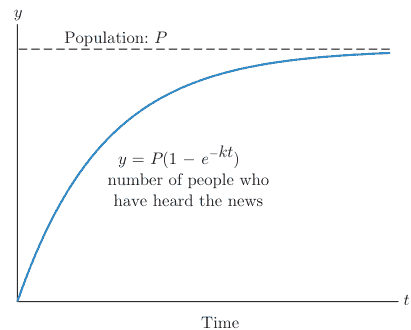 y
Population: P
y = P(1 − e^{−kt})
number of people who
have heard the news
t
Time